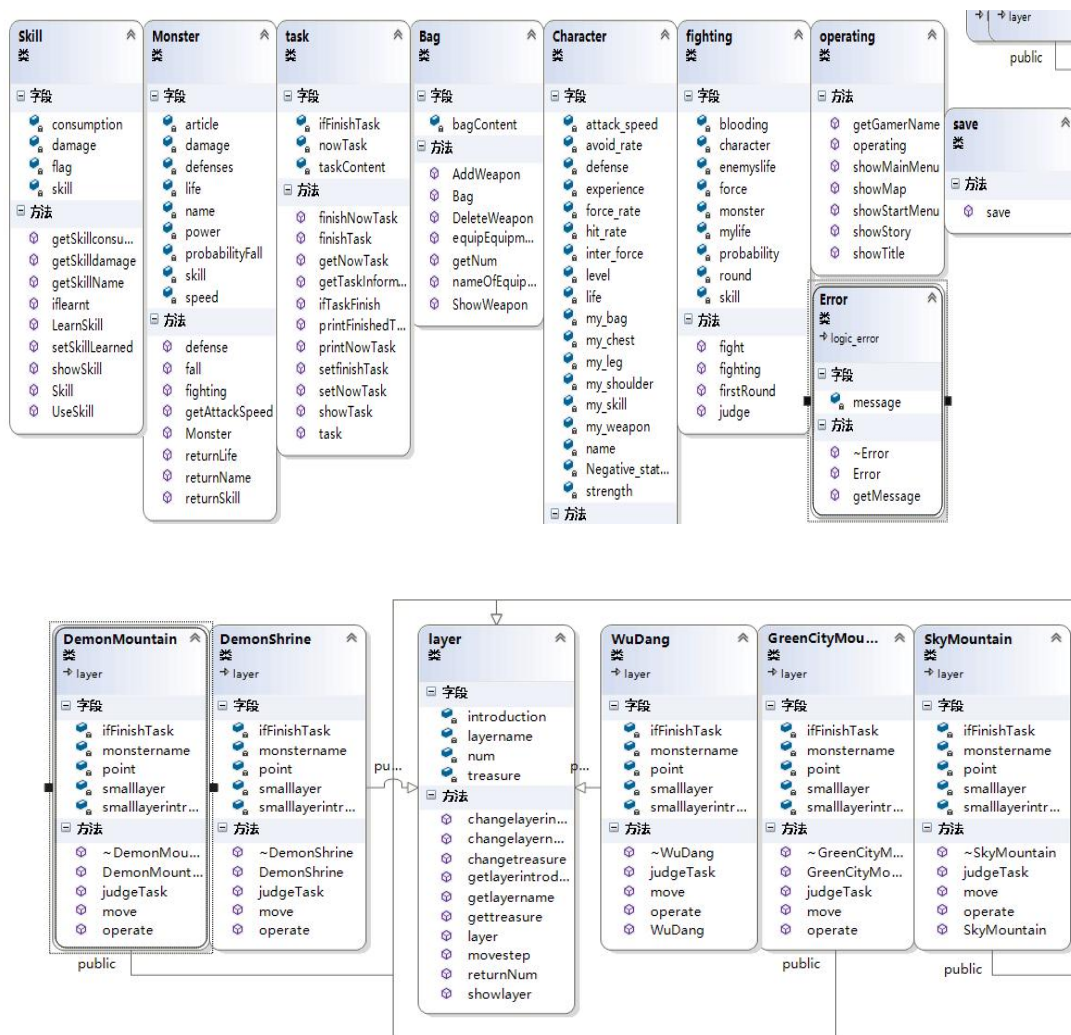 Skill
类
字段
consumption
damage
flag
skill
方法
getSkillconsu...
getSkilldamage
getSkillName
iflearnt
LearnSkill
setSkillLearned
showSkill
Skill
UseSkill
Monster
类
字段
article
damage
defenses
life
name
power
probabilityFall
skill
speed
方法
defense
fall
fighting
getAttackSpeed
Monster
returnLife
returnName
returnSkill
task
类
字段
ifFinishTask
nowTask
taskContent
方法
finishNowTask
finishTask
getNowTask
getTaskInform...
ifTaskFinish
printFinishedT...
printNowTask
setfinishTask
setNowTask
showTask
task
Bag
类
字段
bagContent
方法
AddWeapon
Bag
DeleteWeapon
equipEquipm...
getNum
nameOfEquip...
ShowWeapon
Character
类
字段
attack_speed
avoid_rate
defense
experience
force_rate
hit_rate
inter_force
level
life
my_bag
my_chest
my_leg
my_shoulder
my_skill
my_weapon
name
Negative_stat...
strength
方法
fighting
类
字段
blooding
character
enemyslife
force
monster
mylife
probability
round
skill
方法
fight
fighting
firstRound
judge
operating
类
方法
getGamerName
operating
showMainMenu
showMap
showStartMenu
showStory
showTitle
Error
类
logic_error
字段
message
方法
~Error
Error
getMessage
layer
public
save
类
方法
save
DemonMountain
类
layer
字段
ifFinishTask
monstername
point
smalllayer
smalllayerintr...
方法
~DemonMou...
DemonMount...
judgeTask
move
operate
public
DemonShrine
类
layer
字段
ifFinishTask
monstername
point
smalllayer
smalllayerintr...
方法
~DemonShrine
DemonShrine
judgeTask
move
operate
pu...
layer
类
字段
introduction
layername
num
treasure
方法
changelayerin...
changelayern...
changetreasure
getlayerintrod...
getlayername
gettreasure
layer
movestep
returnNum
showlayer
p...
WuDang
类
layer
字段
ifFinishTask
monstername
point
smalllayer
smalllayerintr...
方法
~WuDang
judgeTask
move
operate
WuDang
GreenCityMou...
类
layer
字段
ifFinishTask
monstername
point
smalllayer
smalllayerintr...
方法
~GreenCityM...
GreenCityMo...
judgeTask
move
operate
public
SkyMountain
类
layer
字段
ifFinishTask
monstername
point
smalllayer
smalllayerintr...
方法
~SkyMountain
judgeTask
move
operate
SkyMountain
public